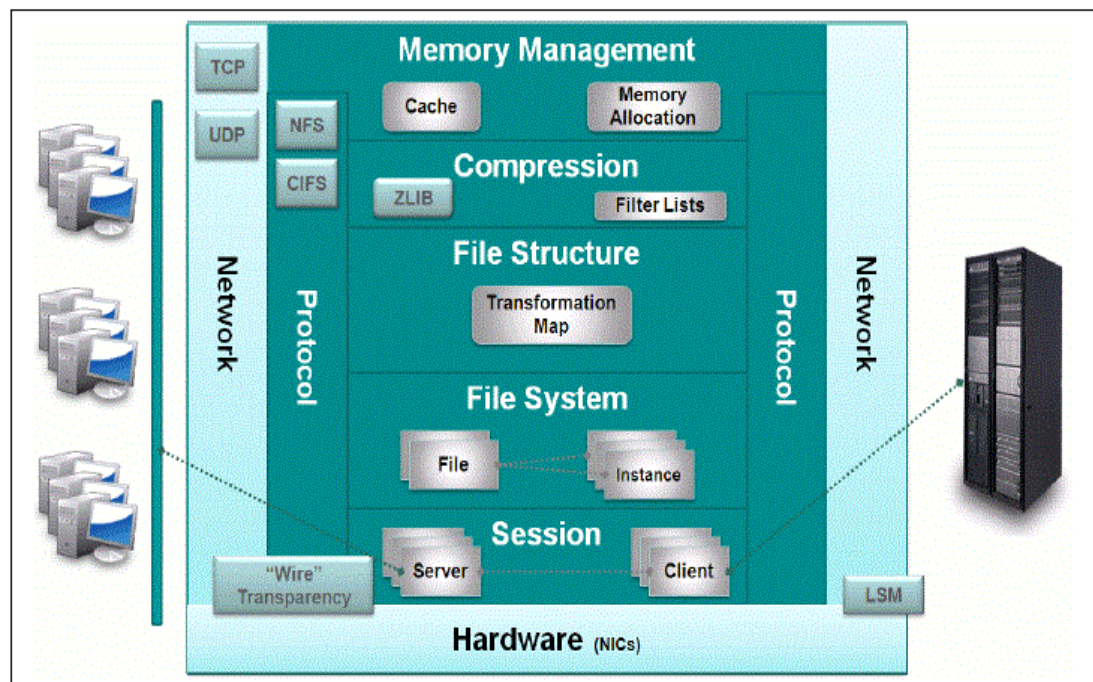 Memory Management
TCP
Cache
Memory
Allocation
UDP
NFS
Compression
CIFS
ZLIB
Filter Lists
File Structure
Network
Protocol
Transformation
Map
Protocol
Network
File System
File
Instance
Session
Server
Client
“Wire”
Transparency
LSM
Hardware (NICs)